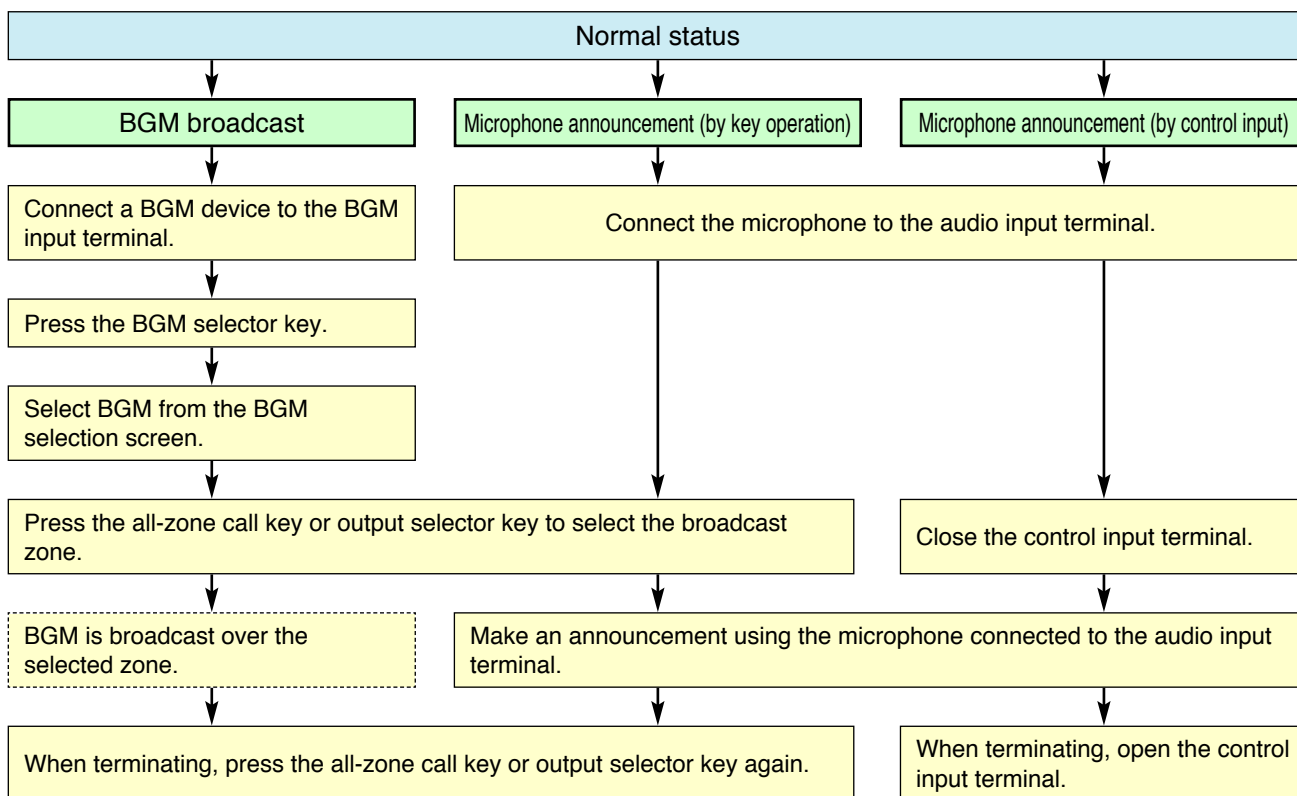 Normal status
BGM broadcast
Microphone announcement (by key operation)
Microphone announcement (by control input)
Connect a BGM device to the BGM
input terminal.
Connect the microphone to the audio input terminal.
Press the BGM selector key.
Select BGM from the BGM
selection screen.
Press the all-zone call key or output selector key to select the broadcast
zone.
Close the control input terminal.
BGM is broadcast over the
selected zone.
Make an announcement using the microphone connected to the audio input
terminal.
When terminating, press the all-zone call key or output selector key again.
When terminating, open the control
input terminal.